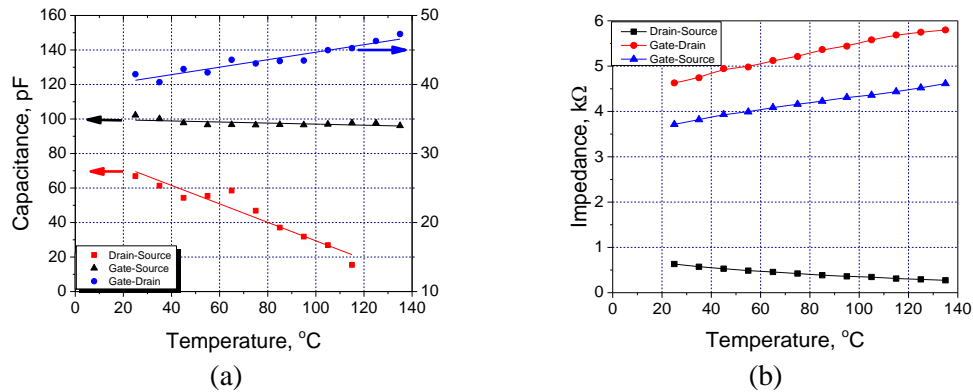 160
140
120
100
80
60
40
20
0
Capacitance, pF
50
40
30
20
10
Drain-Source
Gate-Source
Gate-Drain
0 20 40 60 80 100 120 140
Temperature, °C
(a)
6
5
4
3
2
1
0
Impedance, kΩ
Drain-Source
Gate-Drain
Gate-Source
0 20 40 60 80 100 120 140
Temperature, °C
(b)